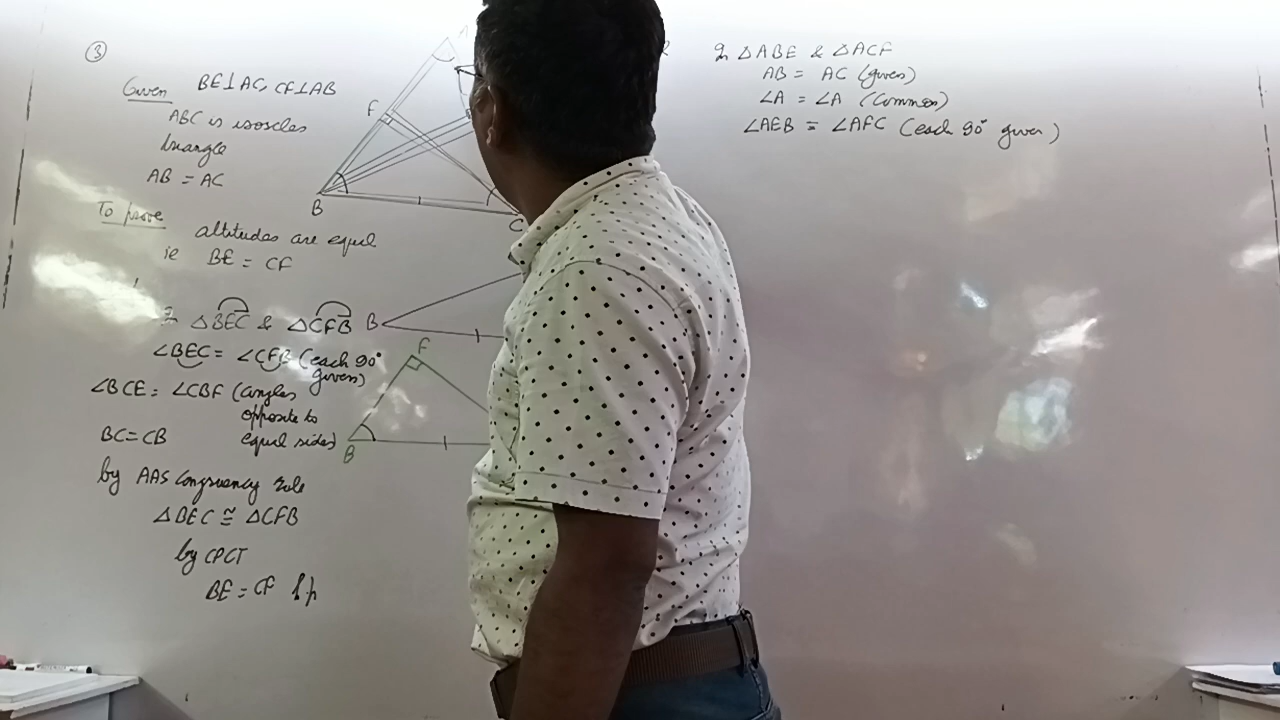 ③
Given BE⊥AC, CF⊥AB
ABC is isosceles
triangle
AB = AC
To prove
altitudes are equal
ie BE = CF
In △BEC & △CFB
∠BEC = ∠CFB (each 90°
given)
∠BCE = ∠CBF (angles
opposite to
equal sides)
BC = CB
by AAS congruency rule
△BEC ≅ △CFB
by CPCT
BE = CF
F
B
C
B
F
B
In △ABE & △ACF
AB = AC (given)
∠A = ∠A (Common)
∠AEB = ∠AFC (each 90° given)